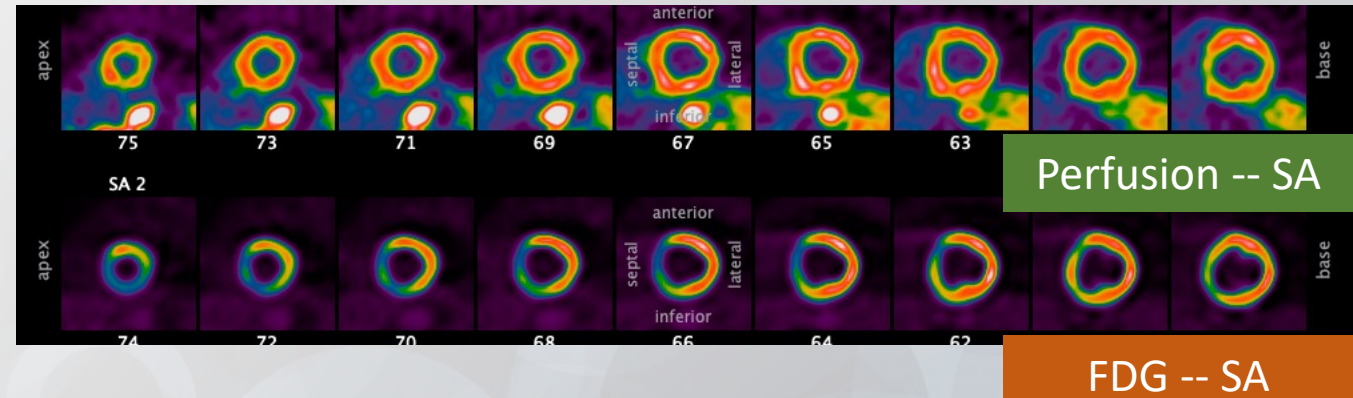 anterior
apex
septal
lateral
base
inferior
75 73 71 69 67 65 63
Perfusion -- SA
SA 2
anterior
apex
septal
lateral
base
inferior
74 72 70 68 66 64 62
FDG -- SA